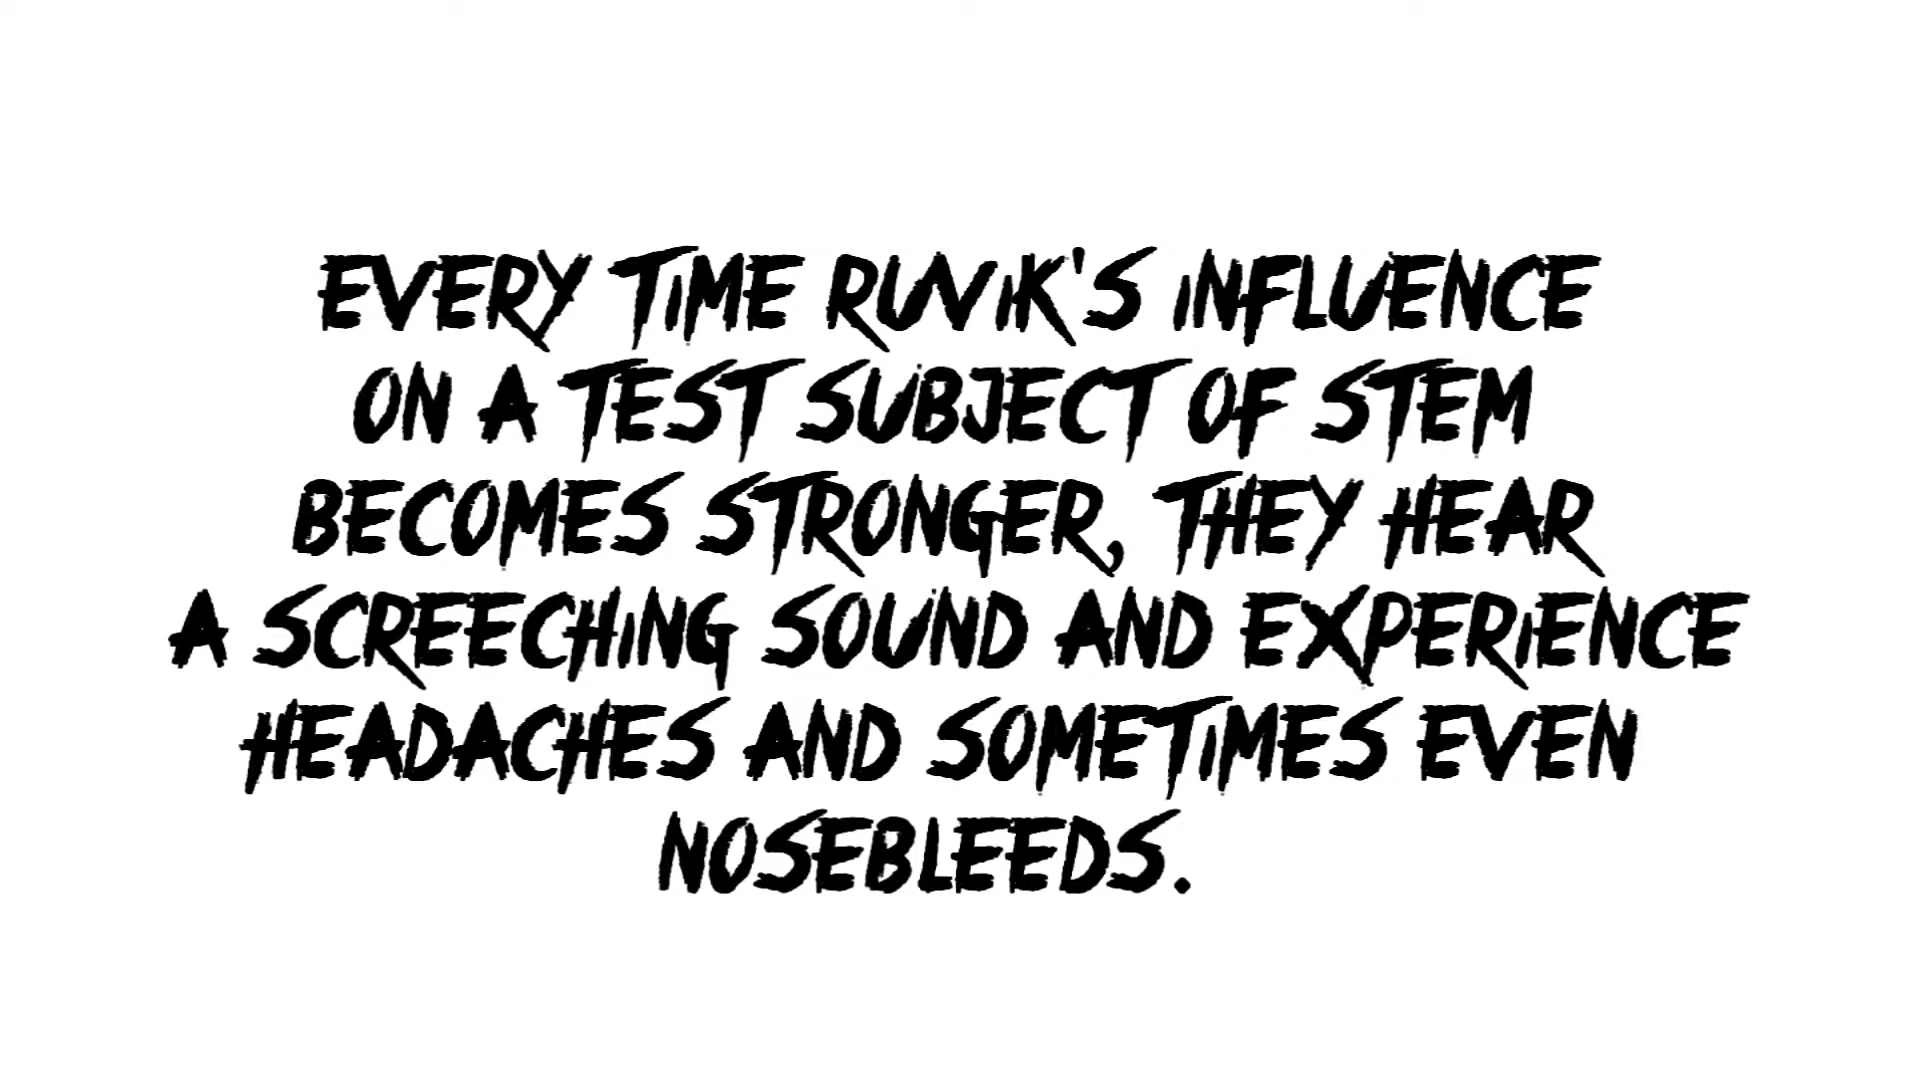 EVERY TIME RUVIK'S INFLUENCE
ON A TEST SUBJECT OF STEM
BECOMES STRONGER, THEY HEAR
A SCREECHING SOUND AND EXPERIENCE
HEADACHES AND SOMETIMES EVEN
NOSEBLEEDS.